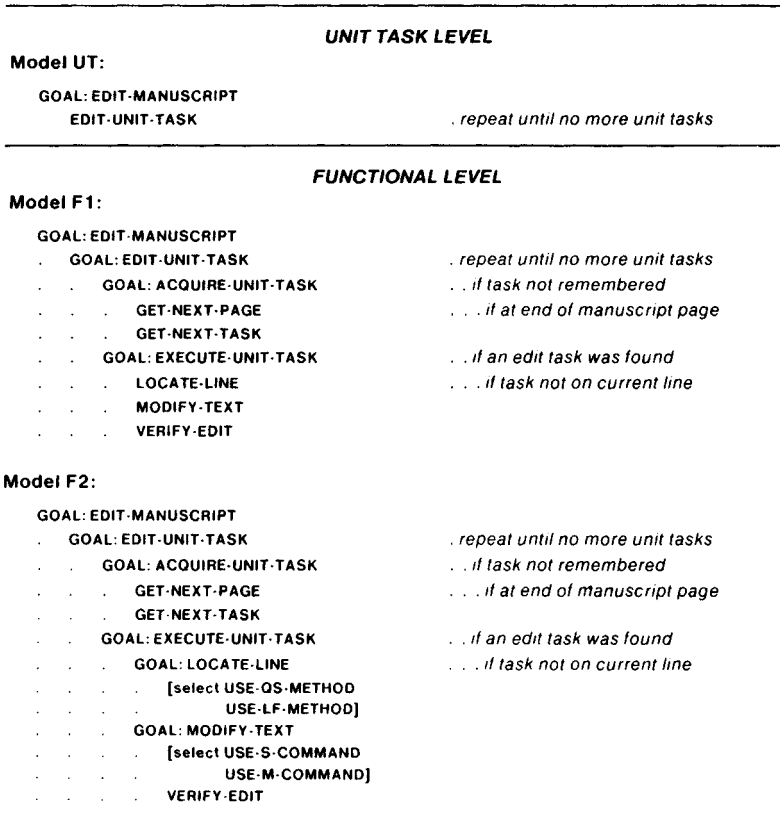 UNIT TASK LEVEL
Model UT:
GOAL: EDIT-MANUSCRIPT
EDIT-UNIT-TASK . repeat until no more unit tasks
FUNCTIONAL LEVEL
Model F1:
GOAL: EDIT-MANUSCRIPT
. GOAL: EDIT-UNIT-TASK . repeat until no more unit tasks
. . GOAL: ACQUIRE-UNIT-TASK . . if task not remembered
. . . GET-NEXT-PAGE . . . if at end of manuscript page
. . . GET-NEXT-TASK
. . GOAL: EXECUTE-UNIT-TASK . . if an edit task was found
. . . LOCATE-LINE . . . if task not on current line
. . . MODIFY-TEXT
. . . VERIFY-EDIT
Model F2:
GOAL: EDIT-MANUSCRIPT
. GOAL: EDIT-UNIT-TASK . repeat until no more unit tasks
. . GOAL: ACQUIRE-UNIT-TASK . . if task not remembered
. . . GET-NEXT-PAGE . . . if at end of manuscript page
. . . GET-NEXT-TASK
. . GOAL: EXECUTE-UNIT-TASK . . if an edit task was found
. . . GOAL: LOCATE-LINE . . . if task not on current line
. . . . [select USE-QS-METHOD
. . . . USE-LF-METHOD]
. . . GOAL: MODIFY-TEXT
. . . . [select USE-S-COMMAND
. . . . USE-M-COMMAND]
. . . . VERIFY-EDIT